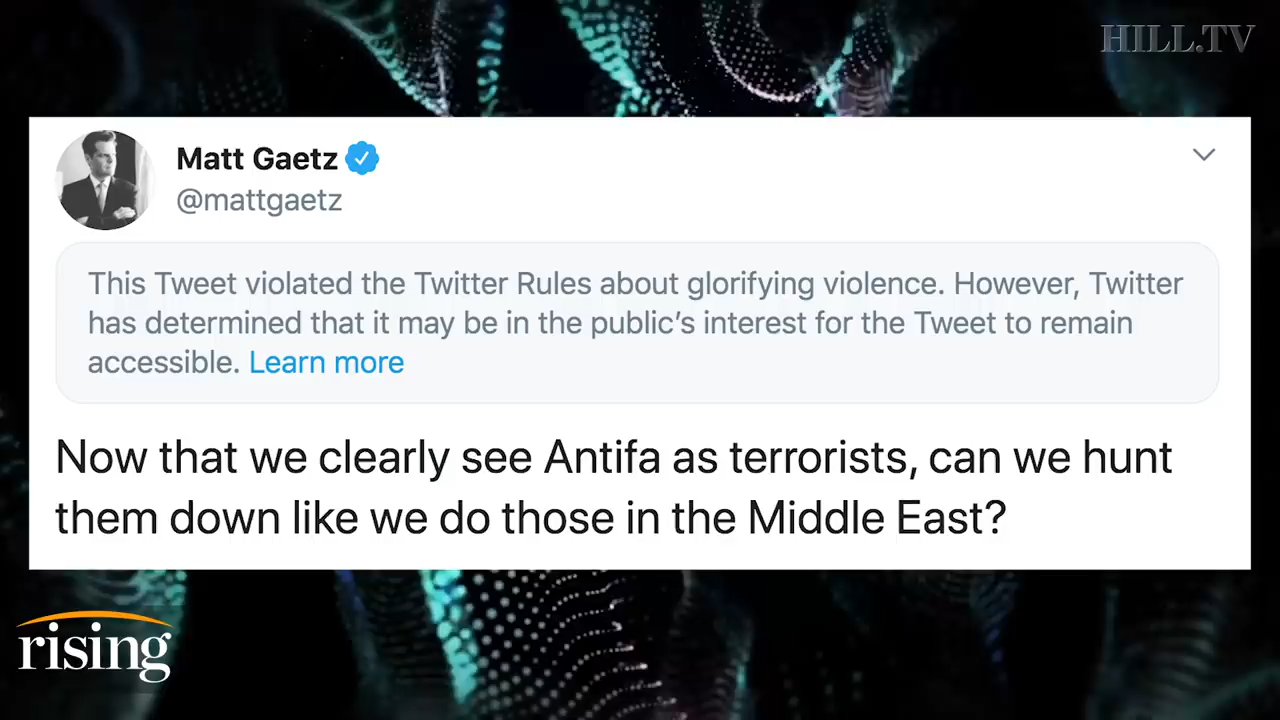 HILL.TV
Matt Gaetz
@mattgaetz
This Tweet violated the Twitter Rules about glorifying violence. However, Twitter
has determined that it may be in the public's interest for the Tweet to remain
accessible. Learn more
Now that we clearly see Antifa as terrorists, can we hunt
them down like we do those in the Middle East?
rising